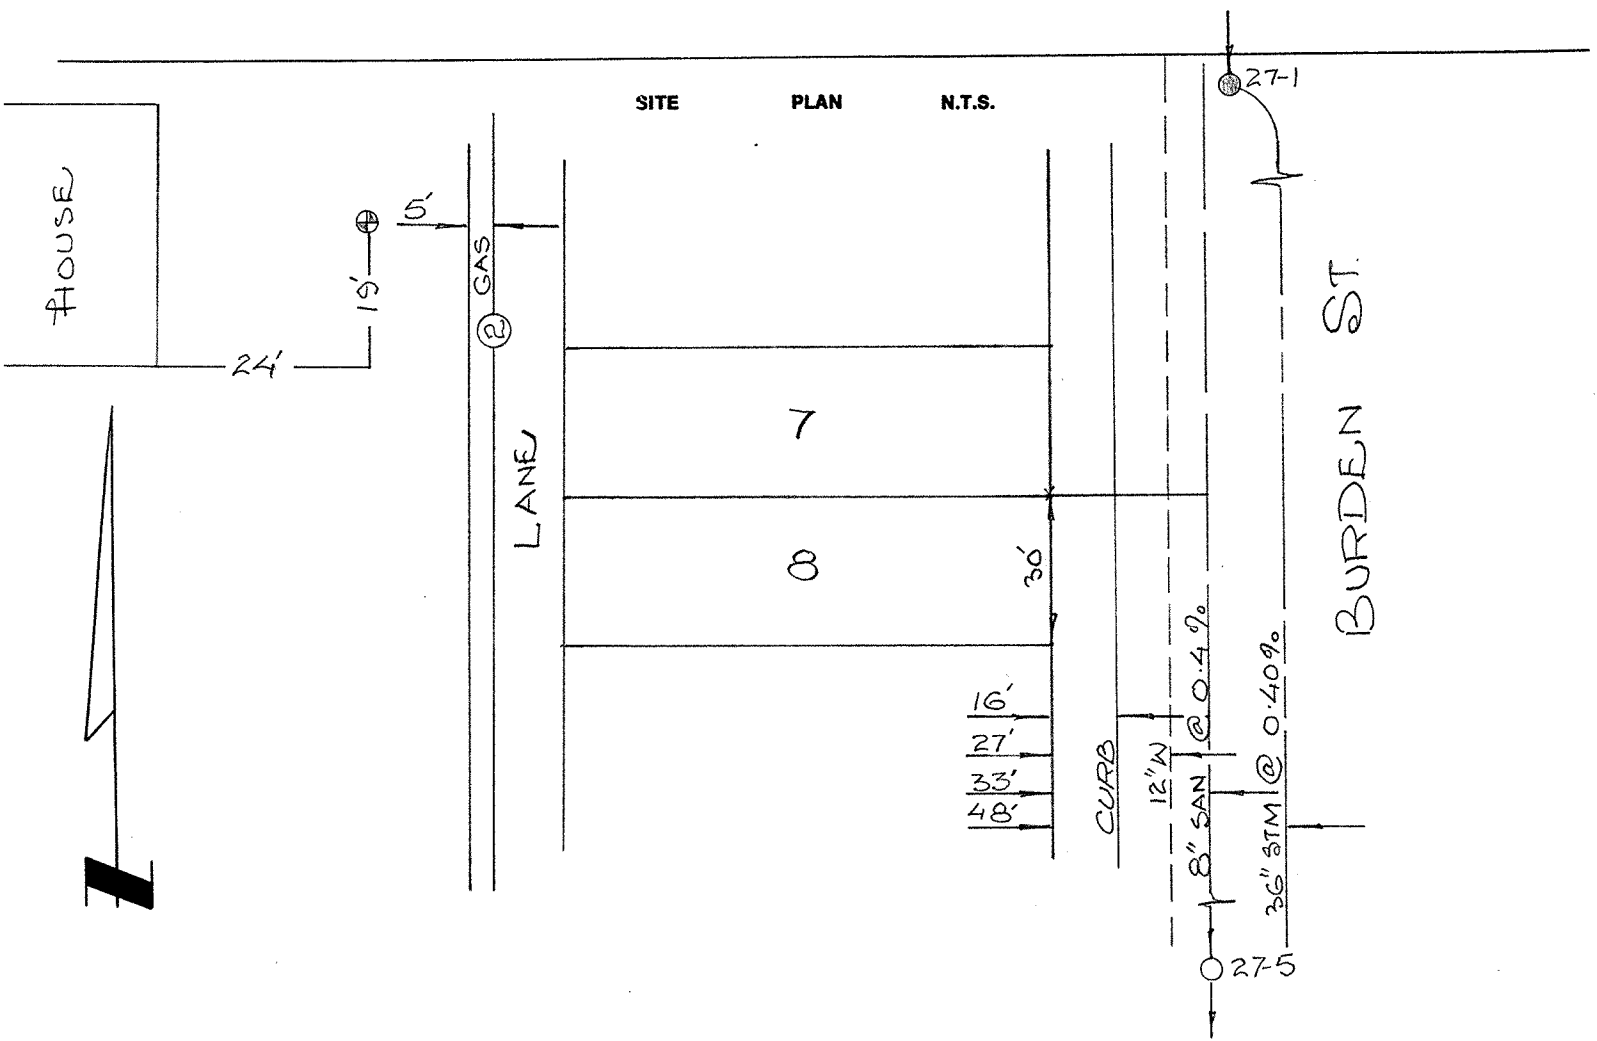 SITE PLAN N.T.S.
27-1
HOUSE
5'
GAS
19'
2
24'
LANE
7
8
30'
BURDEN ST.
16'
27'
33'
48'
CURB
12"W
8" SAN @ 0.4%
36" STM @ 0.40%
27-5